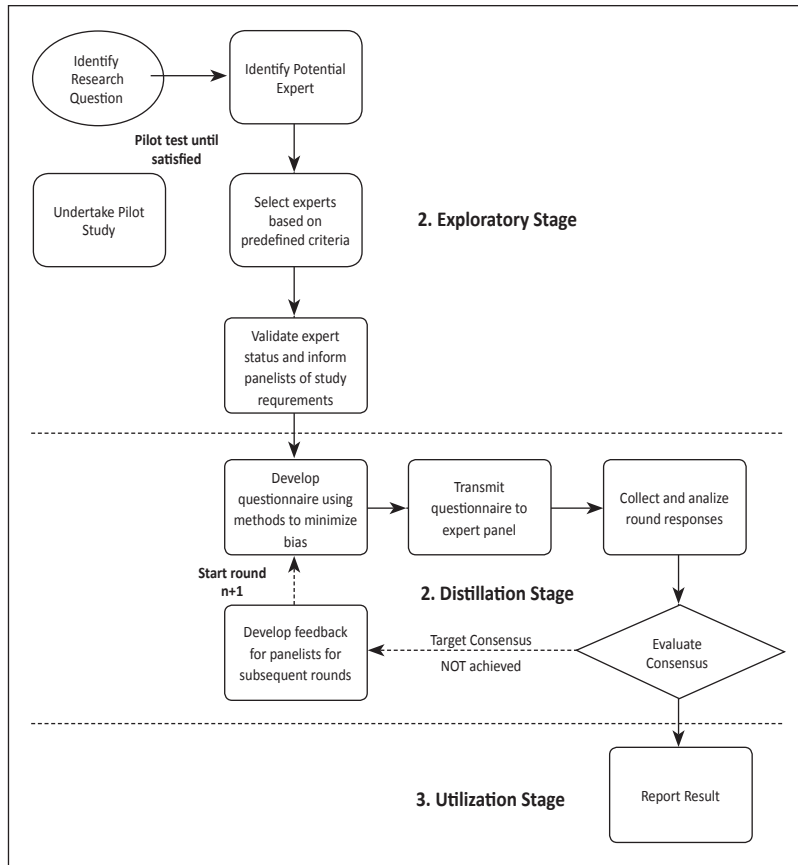 Identify
Research
Question
Identify Potential
Expert
Pilot test until
satisfied
Undertake Pilot
Study
Select experts
based on
predefined criteria
2. Exploratory Stage
Validate expert
status and inform
panelists of study
requrements
Develop
questionnaire using
methods to minimize
bias
Transmit
questionnaire to
expert panel
Collect and analize
round responses
Start round
n+1
2. Distillation Stage
Develop feedback
for panelists for
subsequent rounds
Target Consensus
NOT achieved
Evaluate
Consensus
3. Utilization Stage
Report Result